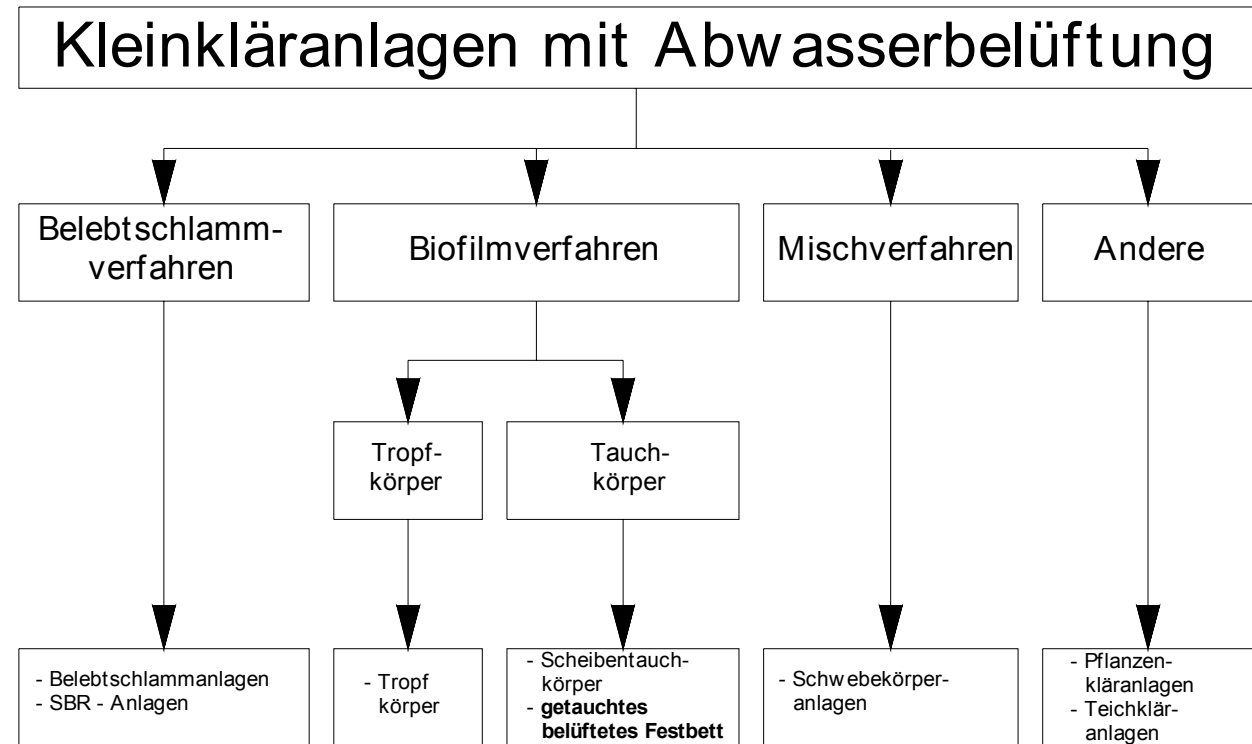 Kleinkläranlagen mit Abwasserbelüftung
Belebtschlamm-
verfahren
Biofilmverfahren
Mischverfahren
Andere
Tropf-
körper
Tauch-
körper
- Belebtschlammanlagen
- SBR - Anlagen
- Tropf
körper
- Scheibentauch-
körper
- getauchtes
belüftetes Festbett
- Schwebekörper-
anlagen
- Pflanzen-
kläranlagen
- Teichklär-
anlagen